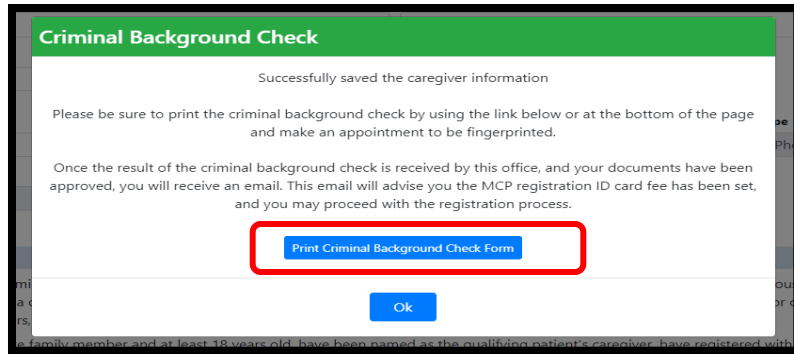 Criminal Background Check
Successfully saved the caregiver information
Please be sure to print the criminal background check by using the link below or at the bottom of the page
and make an appointment to be fingerprinted.
Once the result of the criminal background check is received by this office, and your documents have been
approved, you will receive an email. This email will advise you the MCP registration ID card fee has been set,
and you may proceed with the registration process.
Print Criminal Background Check Form
Ok
family member and at least 18 years old, have been named as the qualifying patient's caregiver, have registered with